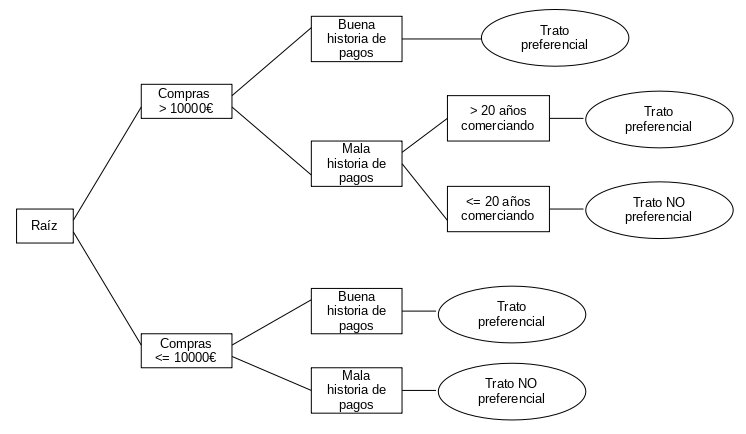 Raíz
Compras
> 10000€
Buena
historia de
pagos
Trato
preferencial
Mala
historia de
pagos
> 20 años
comerciando
Trato
preferencial
<= 20 años
comerciando
Trato NO
preferencial
Compras
<= 10000€
Buena
historia de
pagos
Trato
preferencial
Mala
historia de
pagos
Trato NO
preferencial